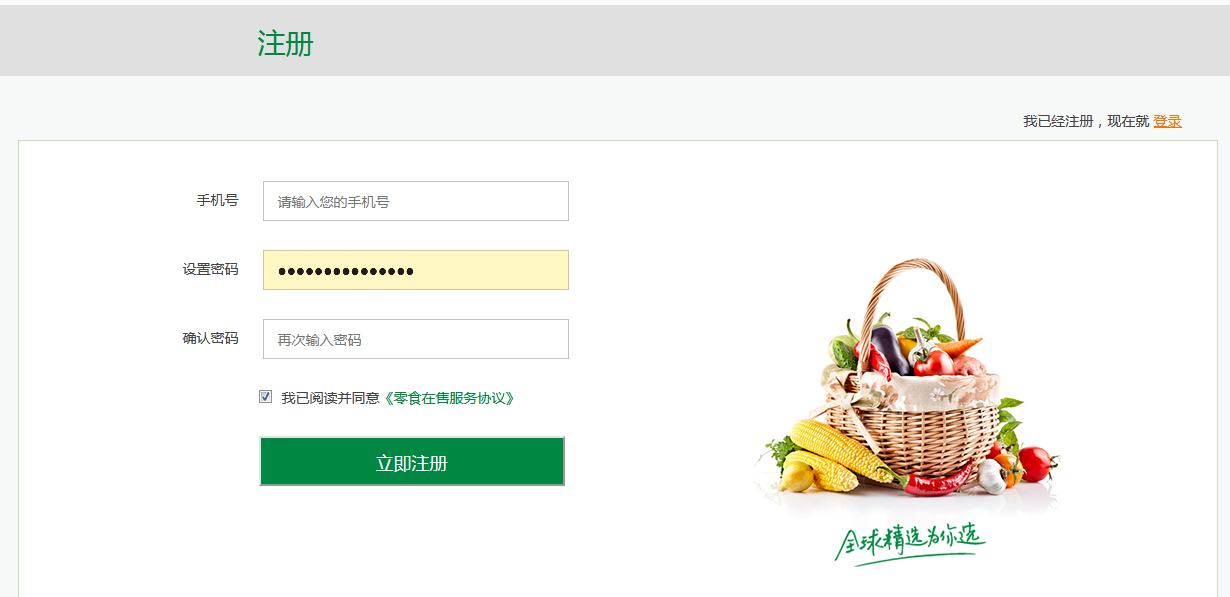 注册
我已经注册，现在就 登录
手机号 请输入您的手机号
设置密码 ●●●●●●●●●●●●●●●
确认密码 再次输入密码
我已阅读并同意《零食在售服务协议》
立即注册
全球精选为你选